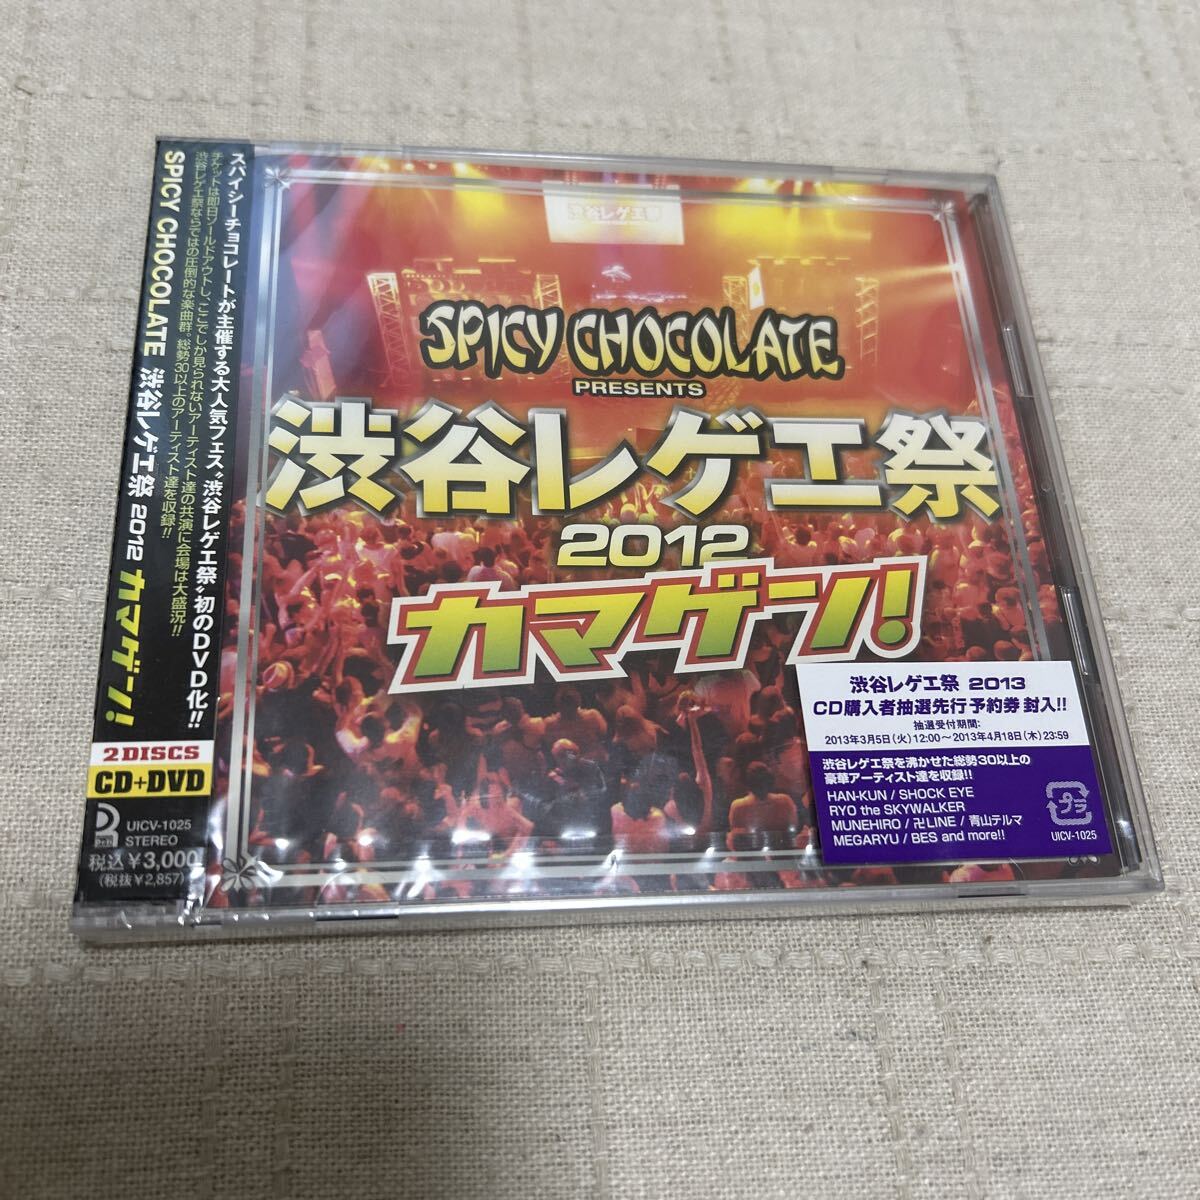 スパイシーチョコレートが主催する大人気フェス“渋谷レゲエ祭”初のDVD化!!
チケットは即日ソールドアウトし、ここでしか見られないアーティスト達の共演に会場は大盛況!!
渋谷レゲエ祭ならではの圧倒的な楽曲群。総勢30以上のアーティスト達を収録!!
SPICY CHOCOLATE 渋谷レゲエ祭 2012 カマゲーン!
2DISCS
CD+DVD
UICV-1025
STEREO
税込¥3,000
(税抜¥2,857)
渋谷レゲエ祭
SPICY CHOCOLATE
PRESENTS
渋谷レゲエ祭
2012
カマゲーン!
渋谷レゲエ祭 2013
CD購入者抽選先行予約券 封入!!
抽選受付期間:
2013年3月5日(火)12:00〜2013年4月18日(木)23:59
渋谷レゲエ祭を沸かせた総勢30以上の
豪華アーティスト達を収録!!
HAN-KUN / SHOCK EYE
RYO the SKYWALKER
MUNEHIRO / 卍LINE / 青山テルマ
MEGARYU / BES and more!!
プラ
UICV-1025